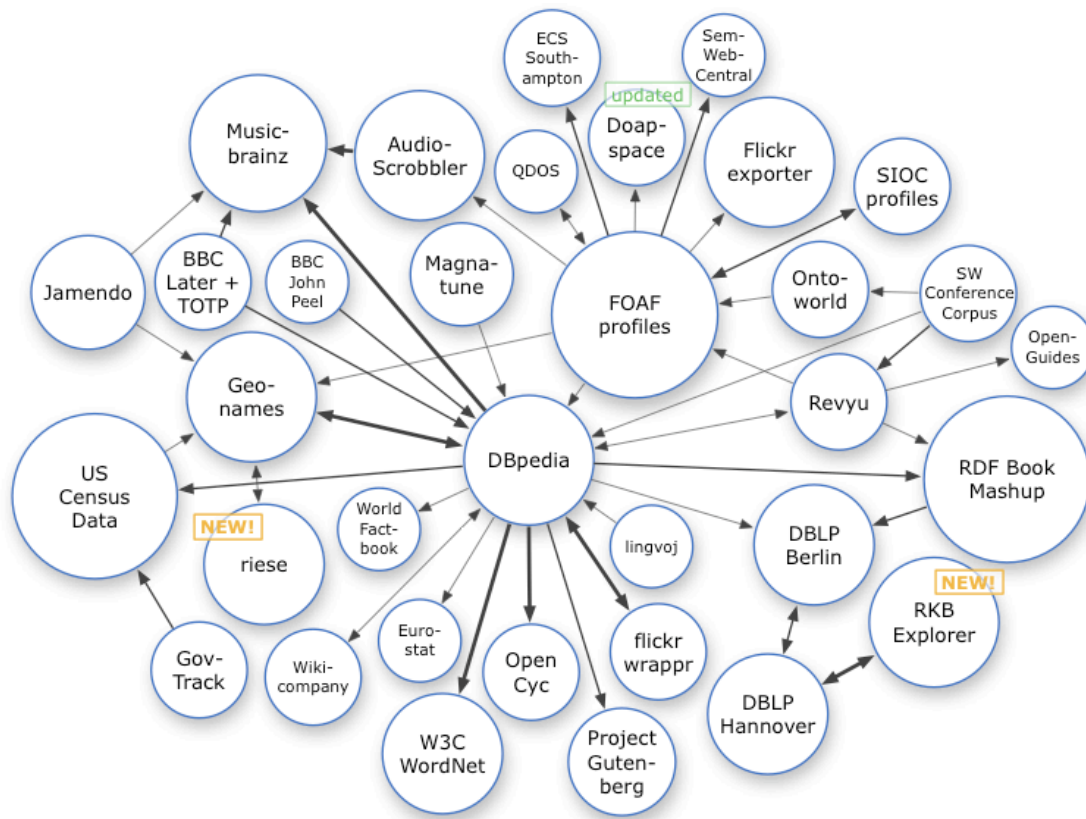 ECS
South-
ampton
Sem-
Web-
Central
updated
Doap-
space
Music-
brainz
Audio-
Scrobbler
QDOS
Flickr
exporter
SIOC
profiles
Jamendo
BBC
Later +
TOTP
BBC
John
Peel
Magna-
tune
FOAF
profiles
Onto-
world
SW
Conference
Corpus
Open-
Guides
Geo-
names
Revyu
DBpedia
US
Census
Data
RDF Book
Mashup
NEW!
riese
World
Fact-
book
lingvoj
DBLP
Berlin
NEW!
RKB
Explorer
Gov-
Track
Wiki-
company
Euro-
stat
Open
Cyc
flickr
wrappr
DBLP
Hannover
W3C
WordNet
Project
Guten-
berg